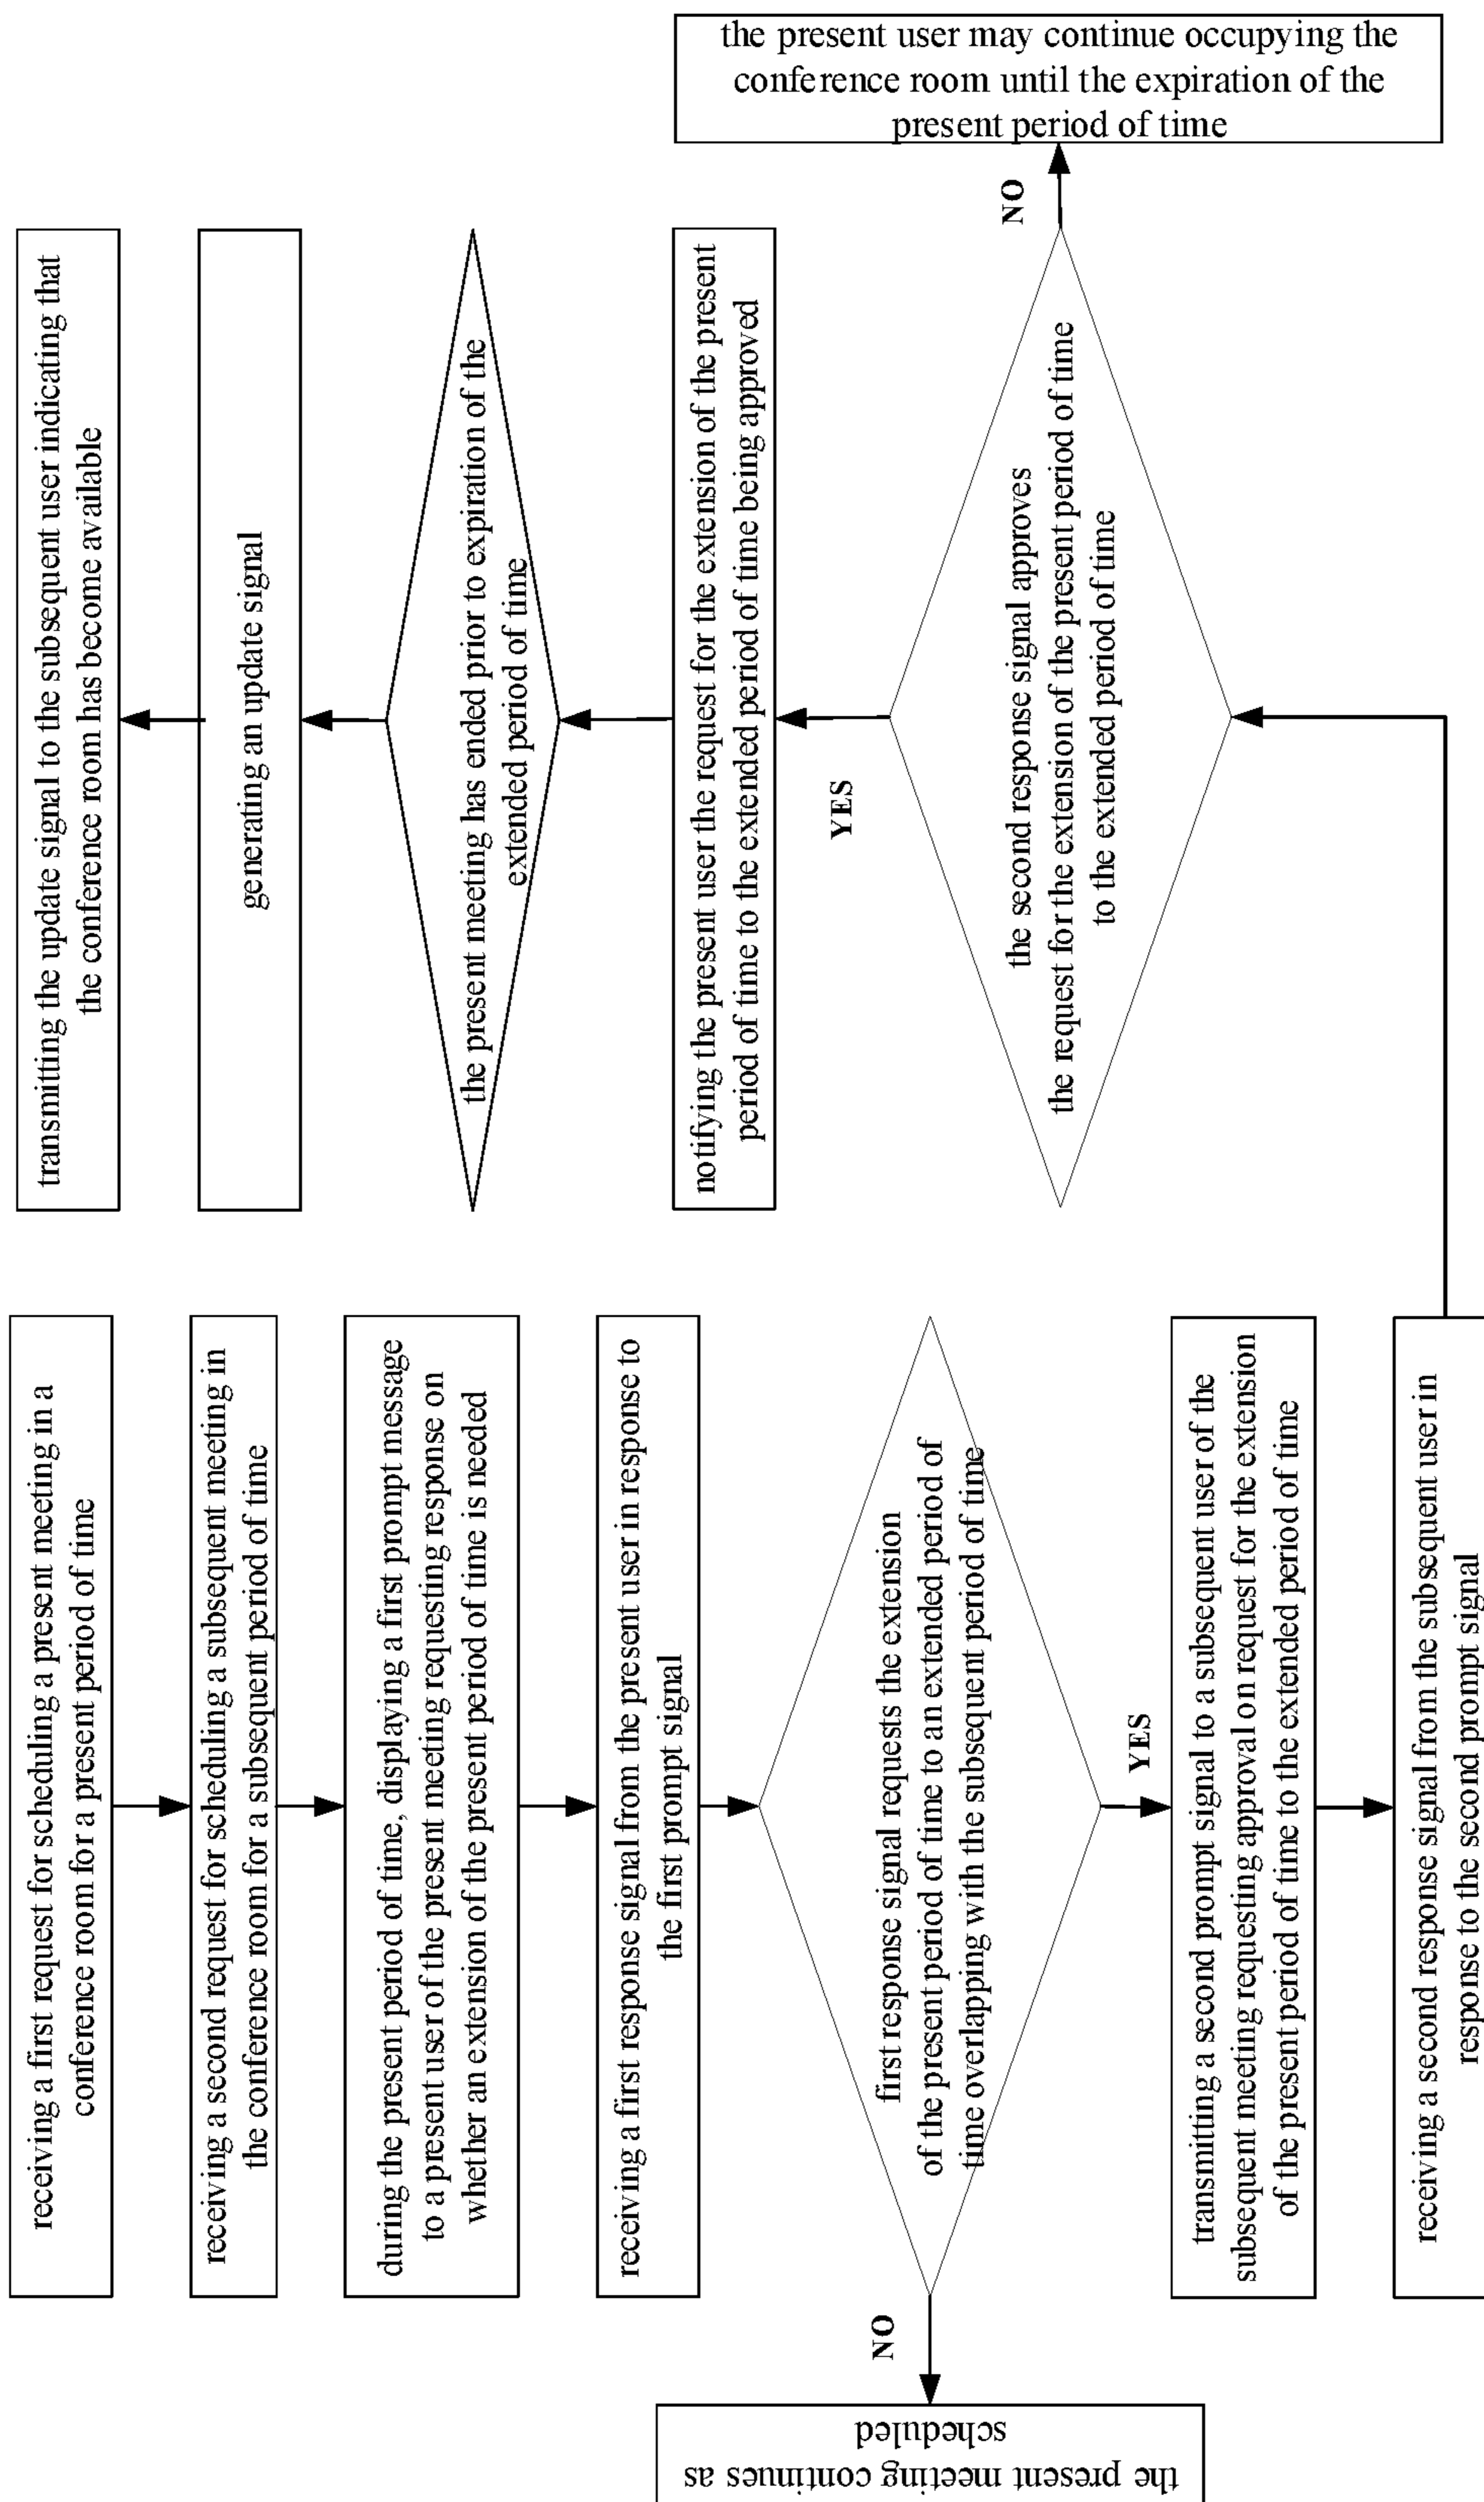 receiving a first request for scheduling a present meeting in a
conference room for a present period of time
receiving a second request for scheduling a subsequent meeting in
the conference room for a subsequent period of time
during the present period of time, displaying a first prompt message
to a present user of the present meeting requesting response on
whether an extension of the present period of time is needed
receiving a first response signal from the present user in response to
the first prompt signal
first response signal requests the extension
of the present period of time to an extended period of
time overlapping with the subsequent period of time
NO
the present meeting continues as
scheduled
YES
transmitting a second prompt signal to a subsequent user of the
subsequent meeting requesting approval on request for the extension
of the present period of time to the extended period of time
receiving a second response signal from the subsequent user in
response to the second prompt signal
the second response signal approves
the request for the extension of the present period of time
to the extended period of time
NO
the present user may continue occupying the
conference room until the expiration of the
present period of time
YES
notifying the present user the request for the extension of the present
period of time to the extended period of time being approved
the present meeting has ended prior to expiration of the
extended period of time
generating an update signal
transmitting the update signal to the subsequent user indicating that
the conference room has become available